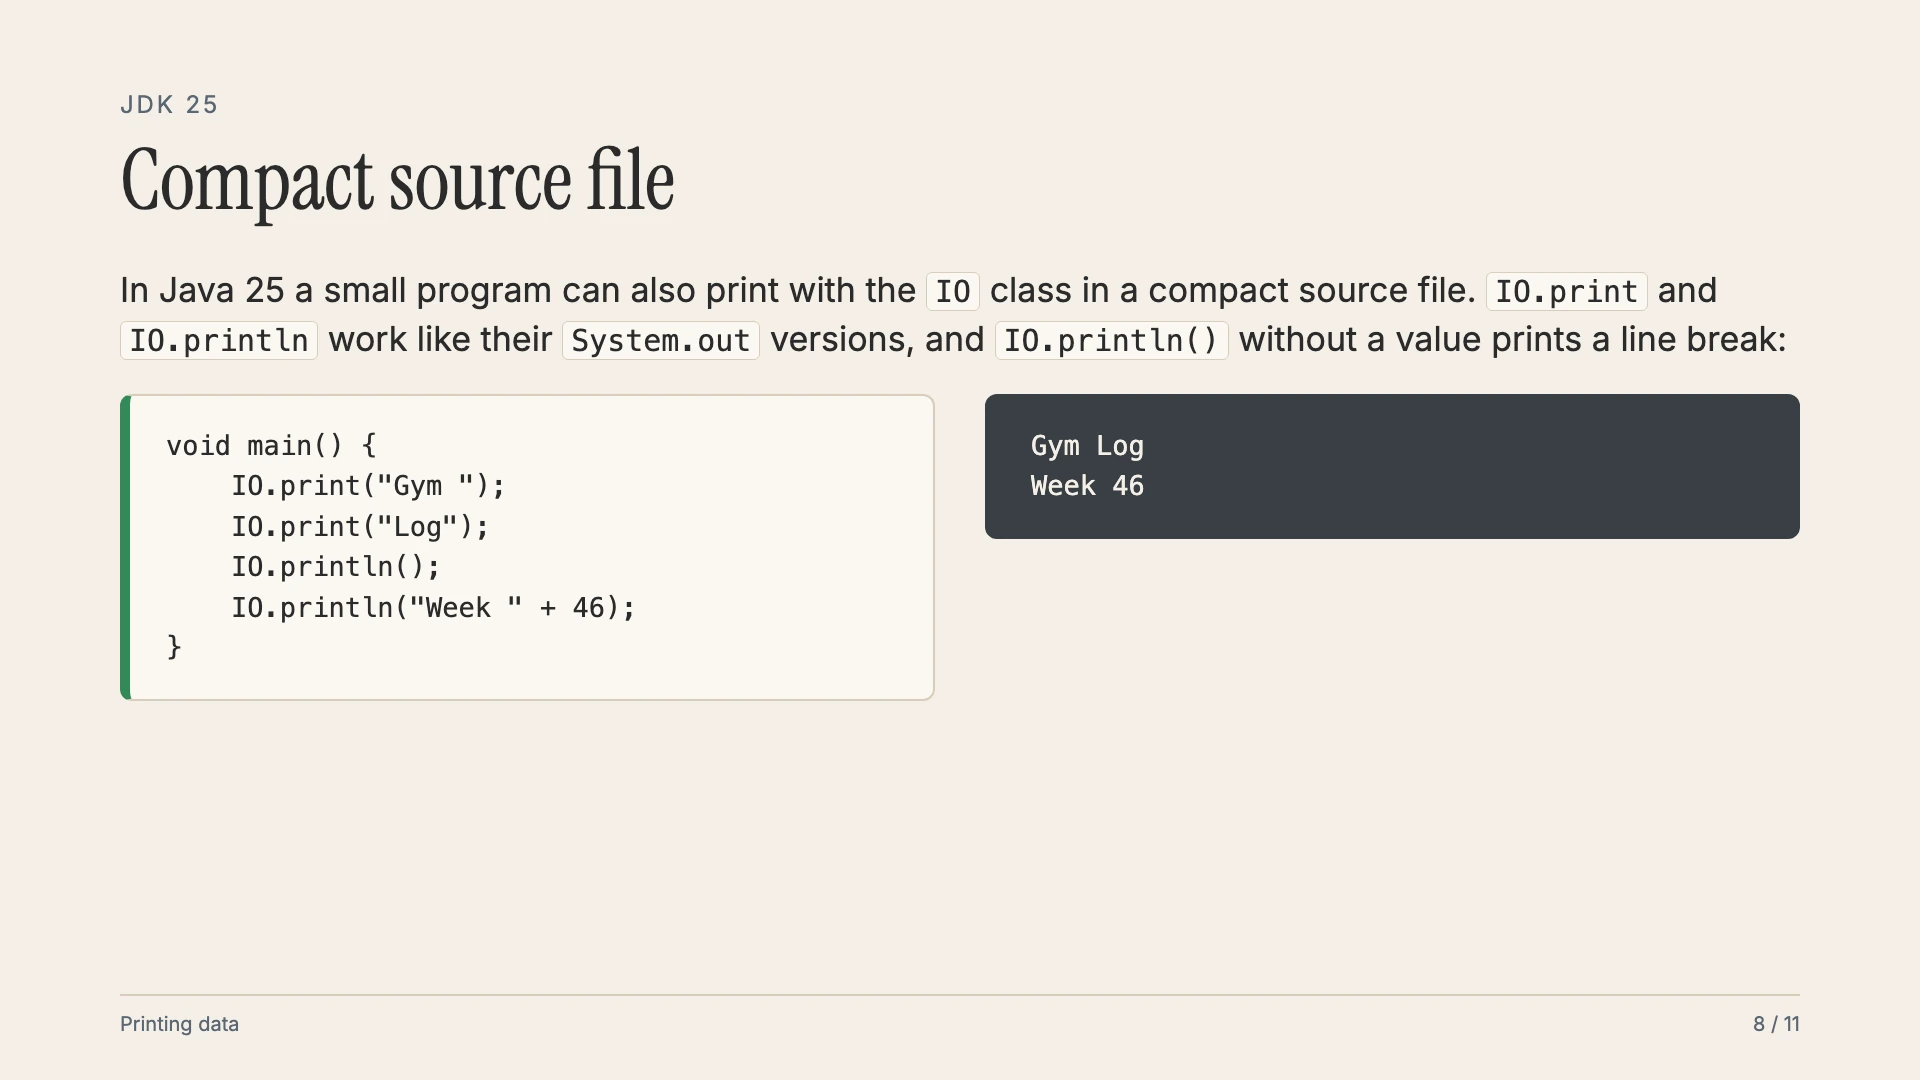 JDK 25
Compact source file
In Java 25 a small program can also print with the IO class in a compact source file. IO.print and
IO.println work like their System.out versions, and IO.println() without a value prints a line break:
void main() {
    IO.print("Gym ");
    IO.print("Log");
    IO.println();
    IO.println("Week " + 46);
}
Gym Log
Week 46
Printing data
8 / 11